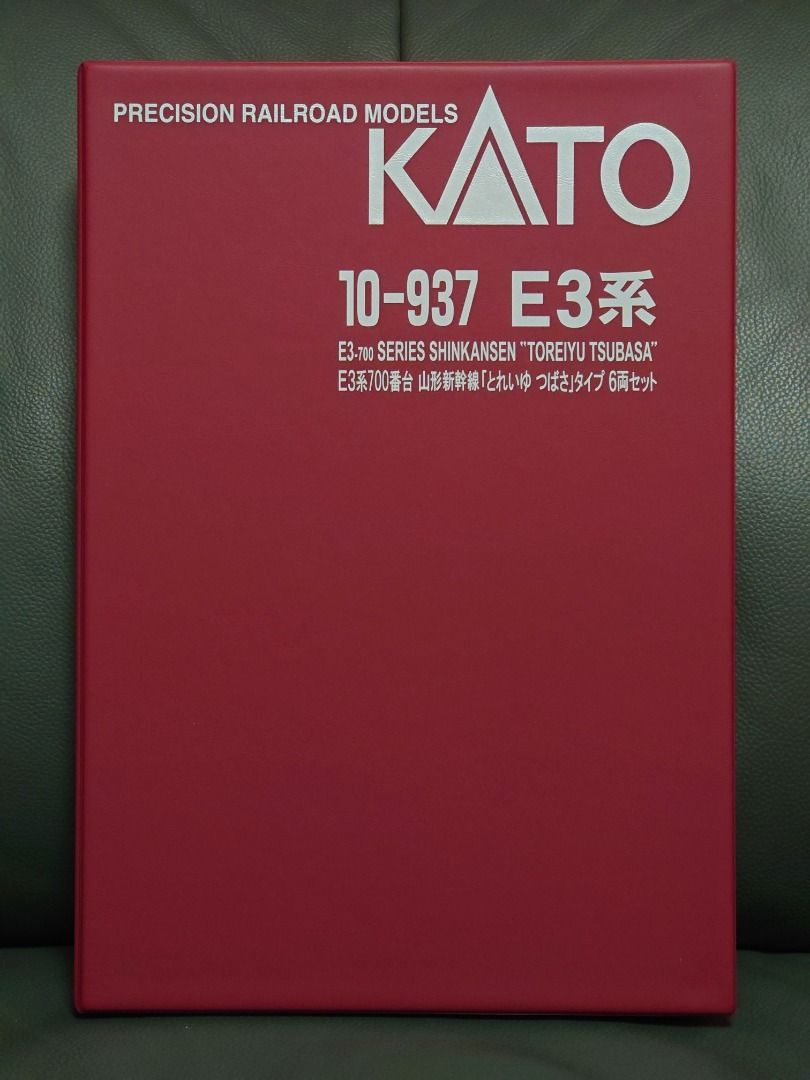 PRECISION RAILROAD MODELS
KATO
10-937 E3系
E3-700 SERIES SHINKANSEN "TOREIYU TSUBASA"
E3系700番台 山形新幹線「とれいゆ つばさ」タイプ 6両セット